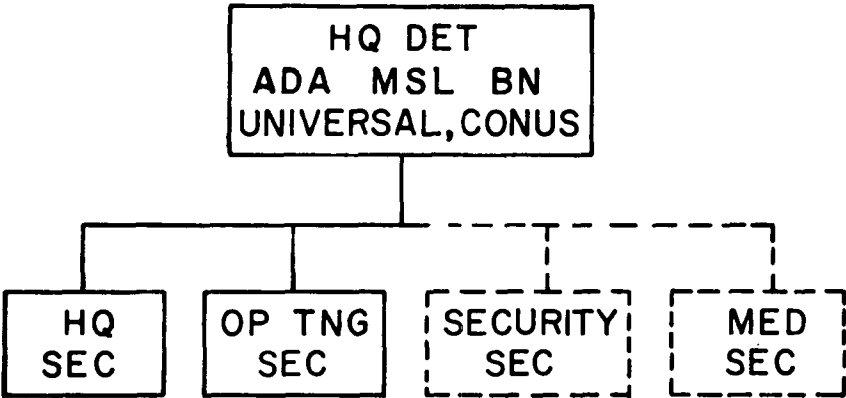 HQ DET
ADA MSL BN
UNIVERSAL, CONUS
HQ
SEC
OP TNG
SEC
SECURITY
SEC
MED
SEC